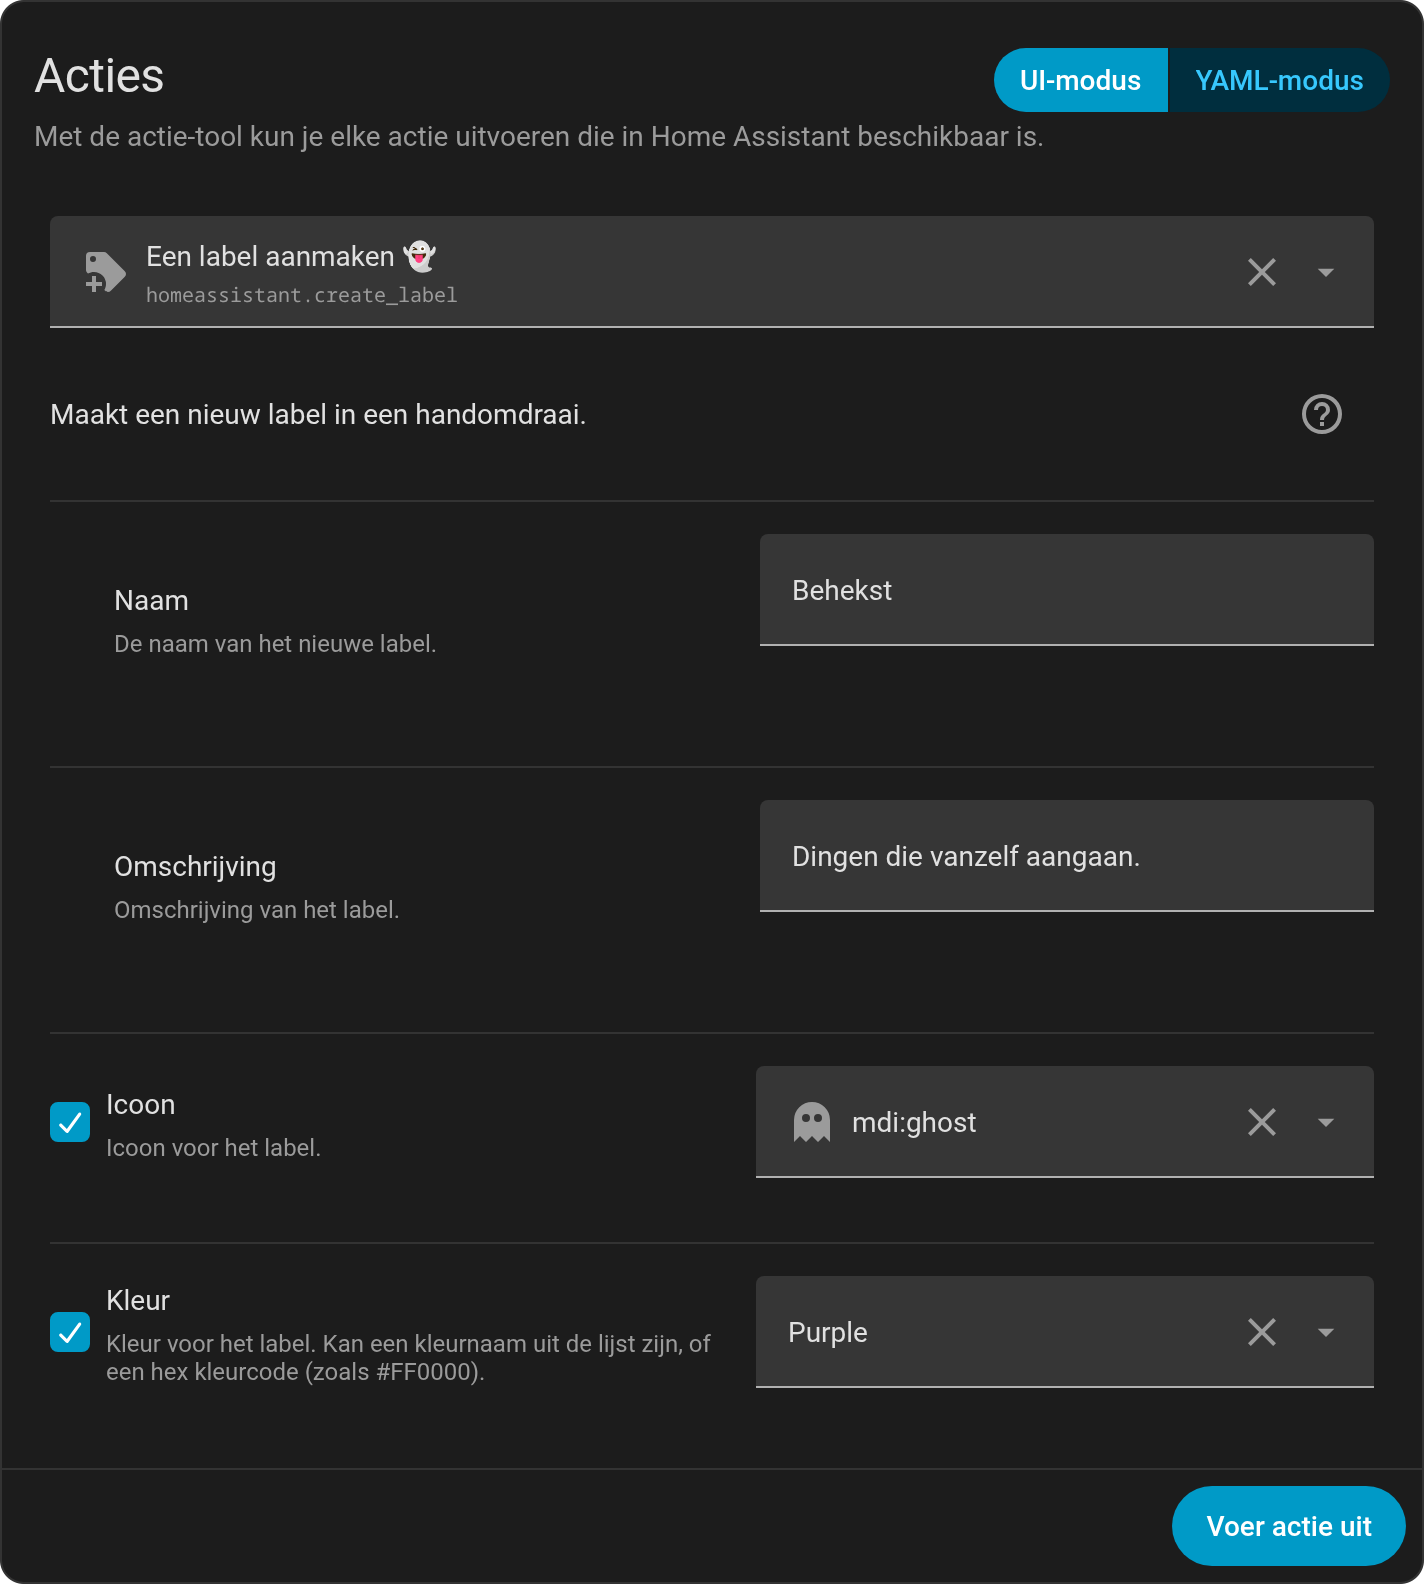 Acties
UI-modus
YAML-modus
Met de actie-tool kun je elke actie uitvoeren die in Home Assistant beschikbaar is.
Een label aanmaken 👻
homeassistant.create_label
Maakt een nieuw label in een handomdraai.
Naam
De naam van het nieuwe label.
Behekst
Omschrijving
Omschrijving van het label.
Dingen die vanzelf aangaan.
Icoon
Icoon voor het label.
mdi:ghost
Kleur
Kleur voor het label. Kan een kleurnaam uit de lijst zijn, of
een hex kleurcode (zoals #FF0000).
Purple
Voer actie uit